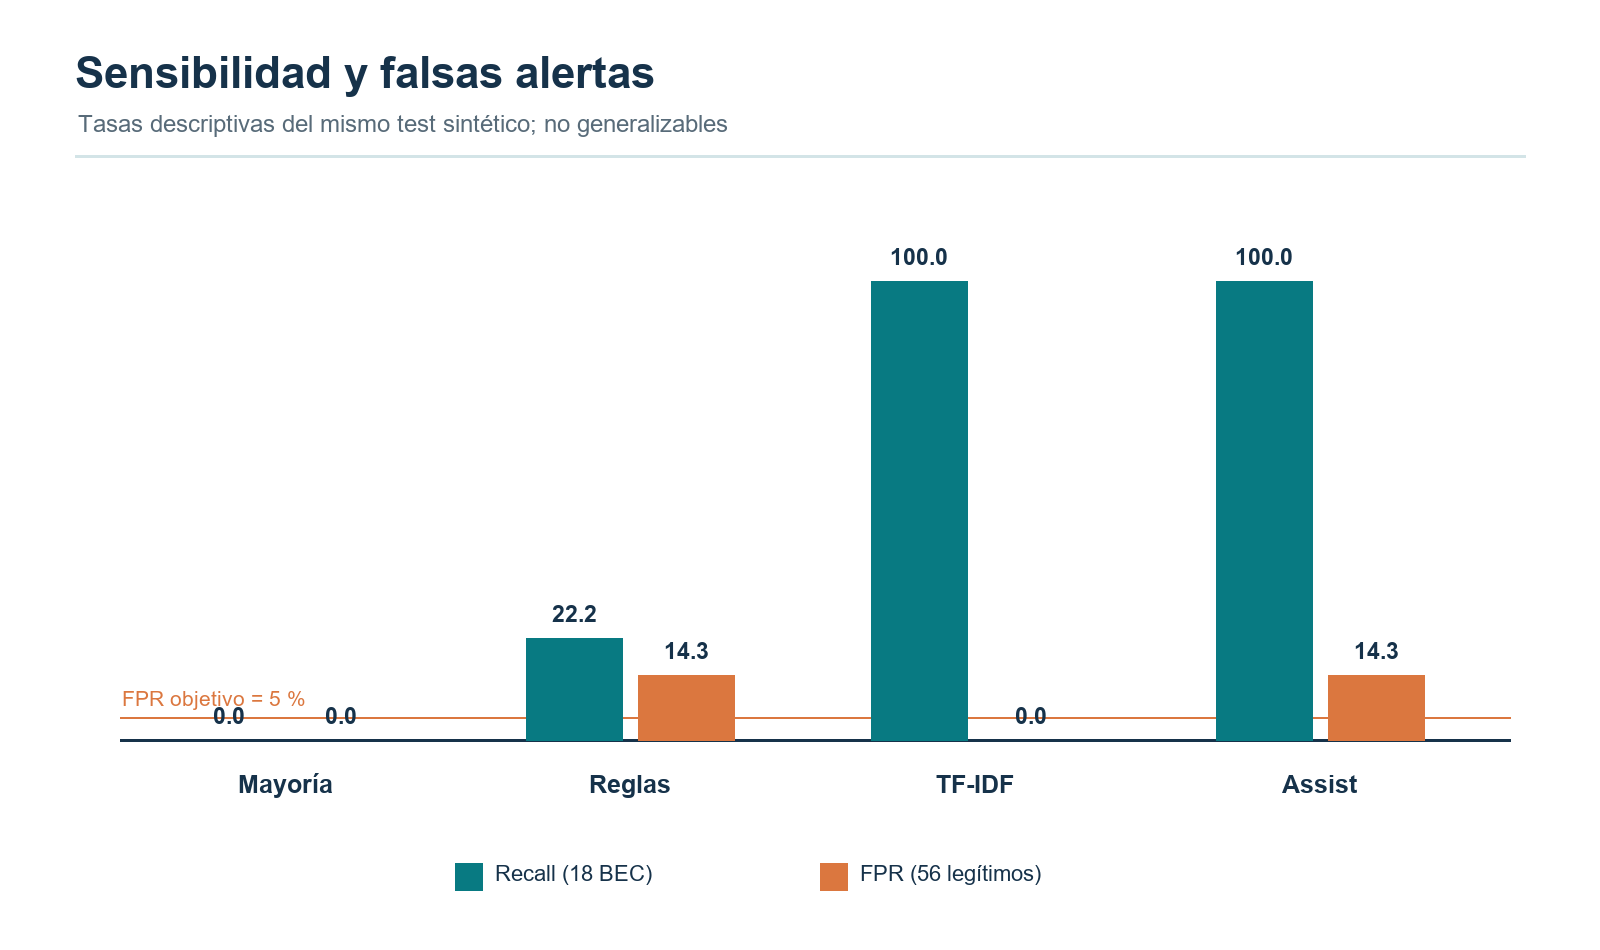 Sensibilidad y falsas alertas
Tasas descriptivas del mismo test sintético; no generalizables
100.0
100.0
22.2
14.3
14.3
FPR objetivo = 5 %
0.0
0.0
0.0
Mayoría
Reglas
TF-IDF
Assist
Recall (18 BEC)
FPR (56 legítimos)